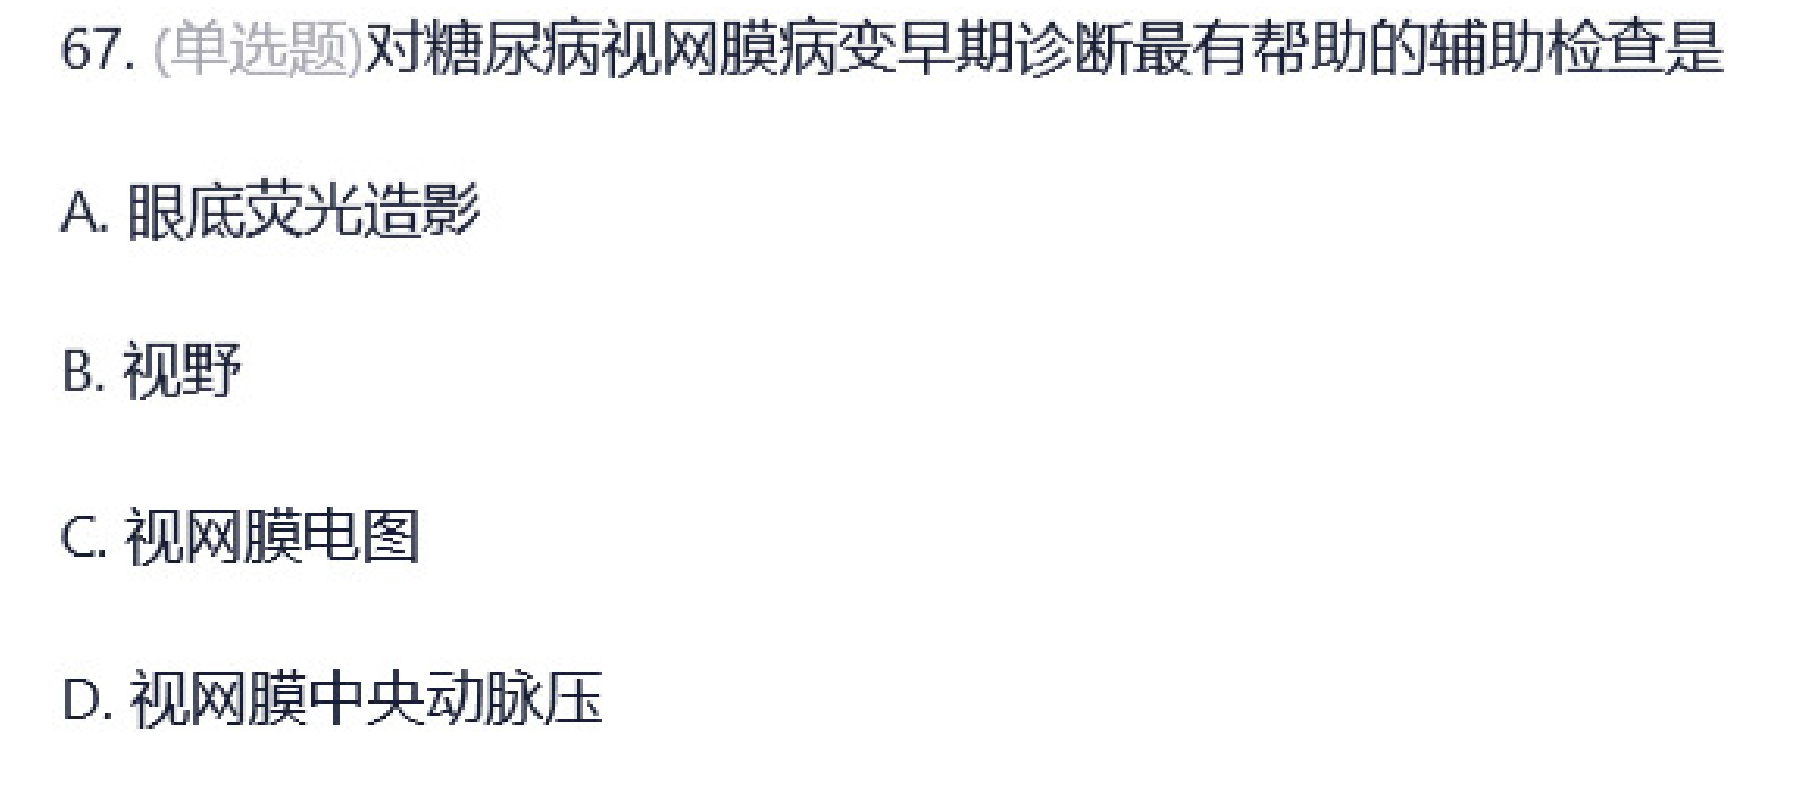 67. (单选题)对糖尿病视网膜病变早期诊断最有帮助的辅助检查是
A. 眼底荧光造影
B. 视野
C. 视网膜电图
D. 视网膜中央动脉压